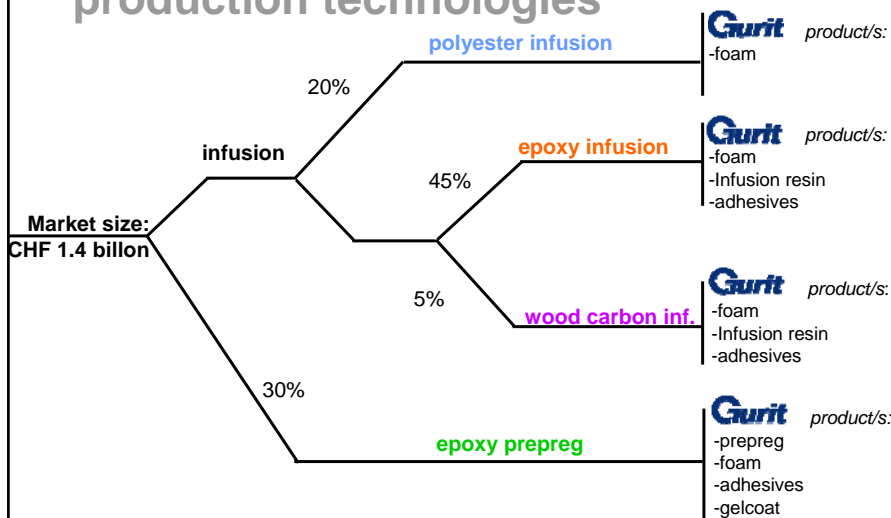 production technologies
Gurit product/s:
-foam
polyester infusion
20%
infusion
Gurit product/s:
-foam
-Infusion resin
-adhesives
epoxy infusion
45%
Market size:
CHF 1.4 billon
5%
wood carbon inf.
Gurit product/s:
-foam
-Infusion resin
-adhesives
30%
epoxy prepreg
Gurit product/s:
-prepreg
-foam
-adhesives
-gelcoat